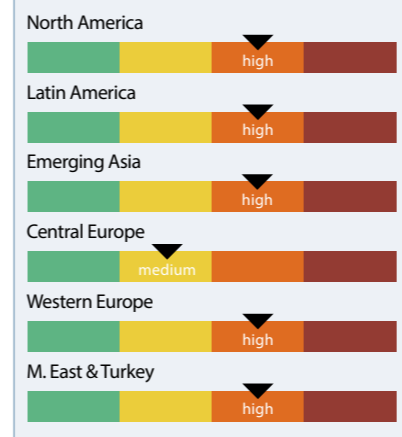 North America
high
Latin America
high
Emerging Asia
high
Central Europe
medium
Western Europe
high
M. East & Turkey
high